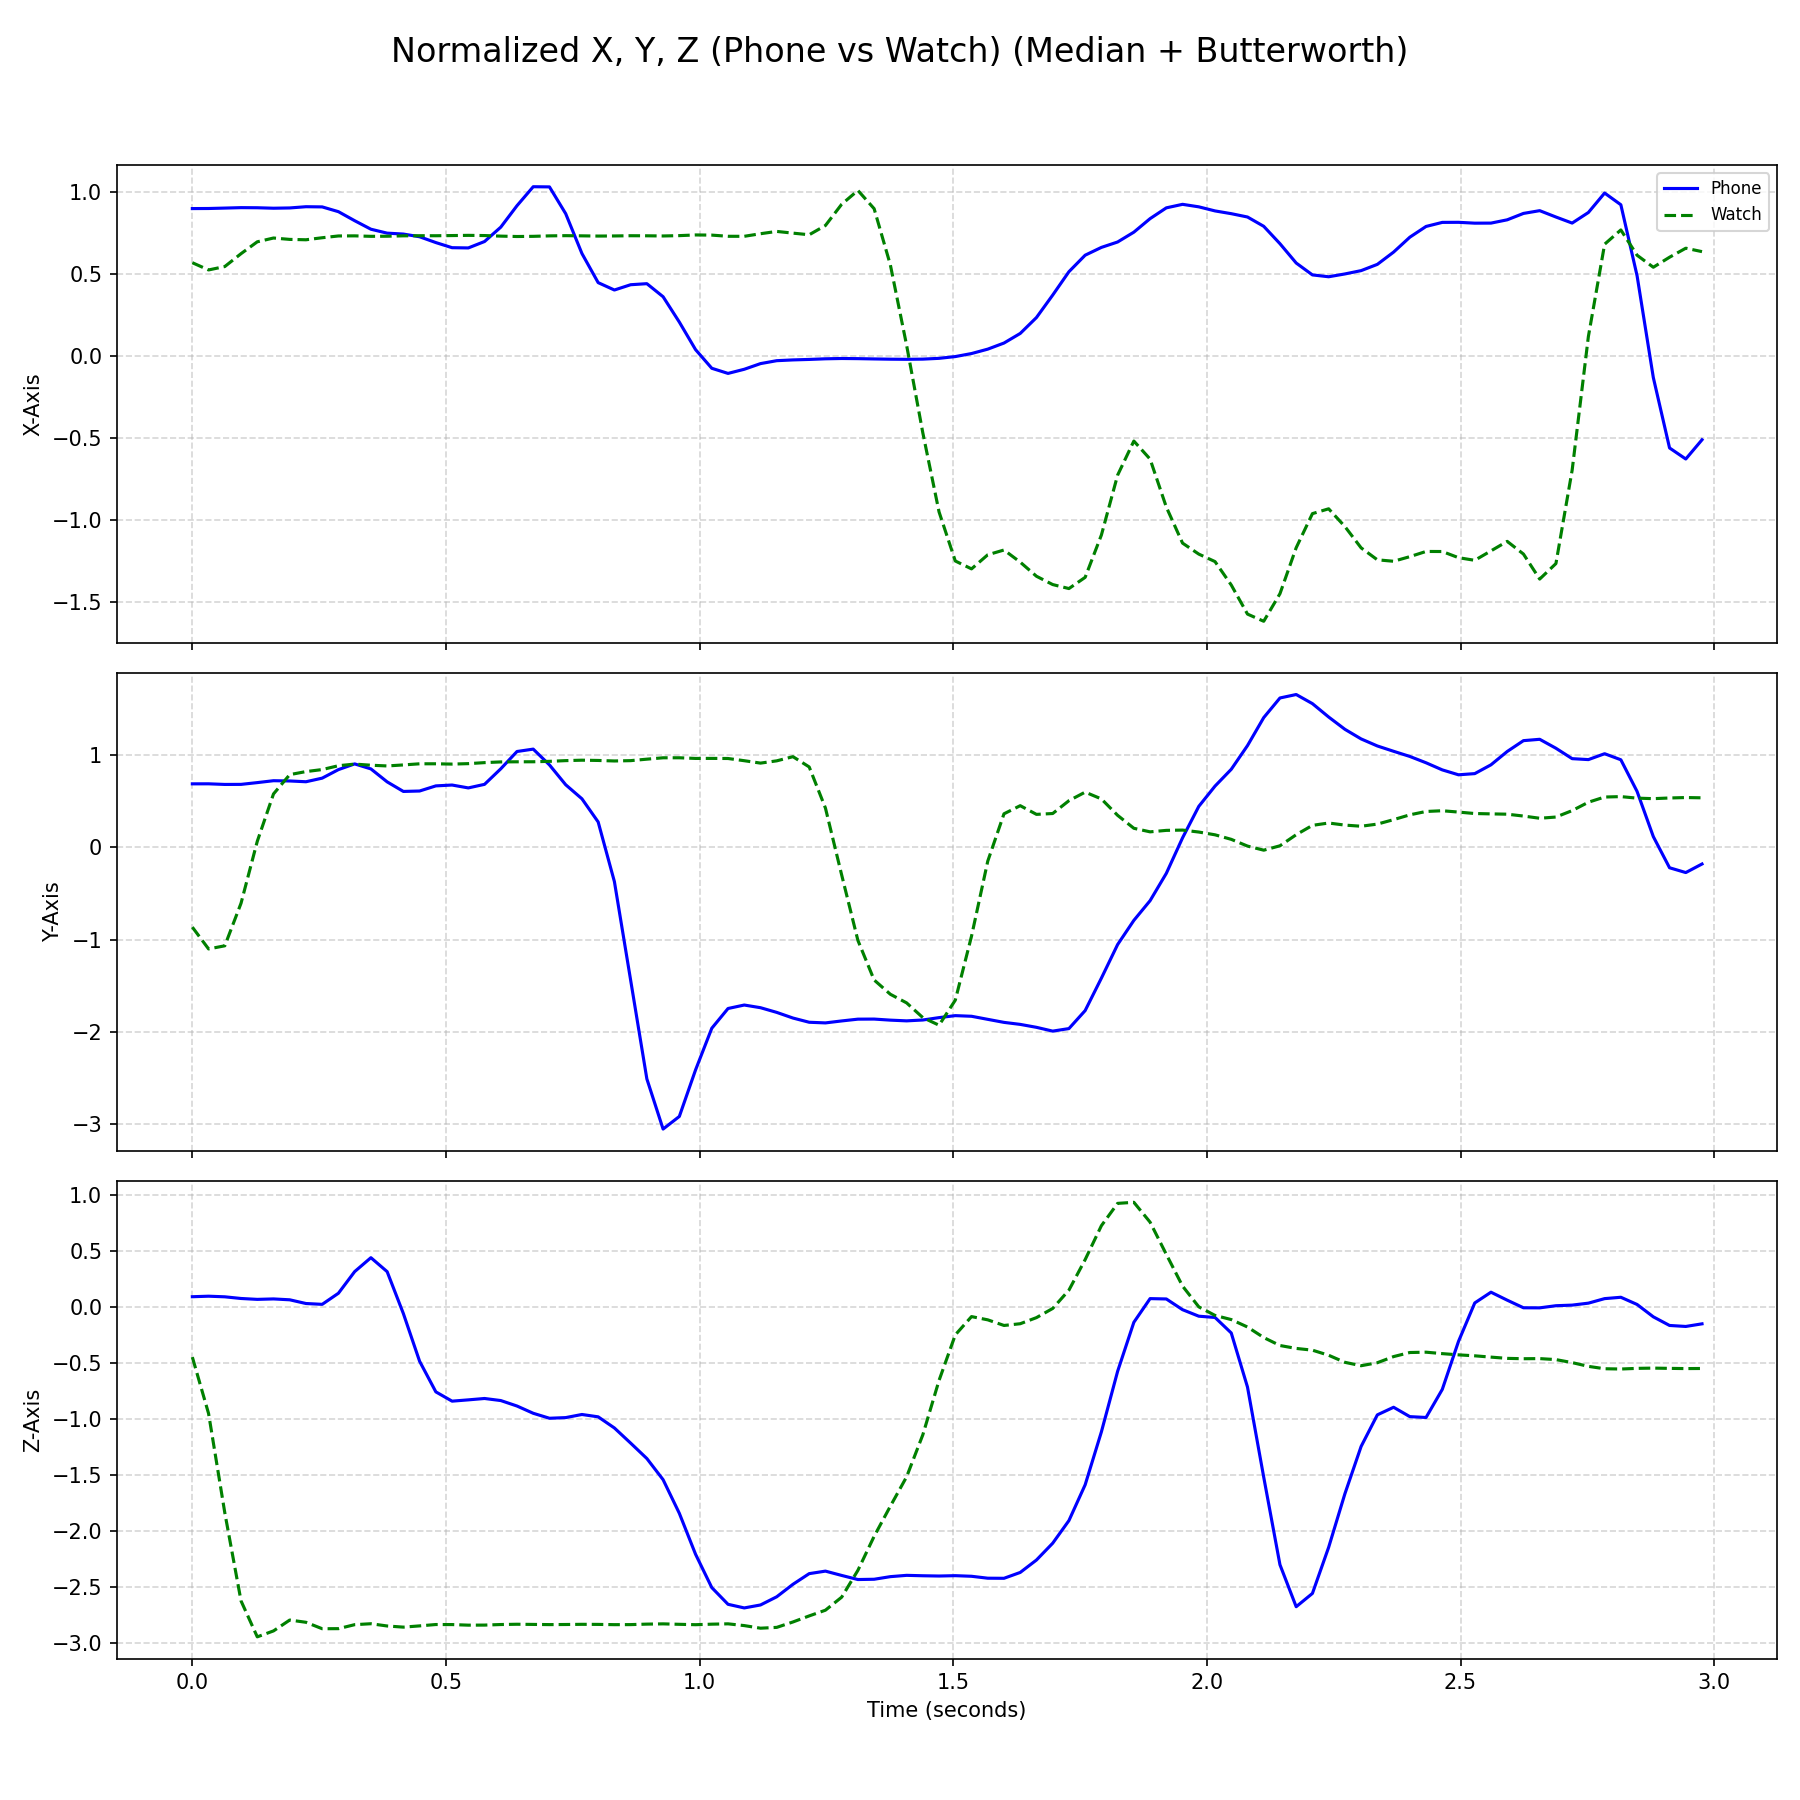 Normalized X, Y, Z (Phone vs Watch) (Median + Butterworth)
Phone
Watch
1.0
0.5
0.0
−0.5
−1.0
−1.5
X-Axis
1
0
−1
−2
−3
Y-Axis
1.0
0.5
0.0
−0.5
−1.0
−1.5
−2.0
−2.5
−3.0
Z-Axis
0.0 0.5 1.0 1.5 2.0 2.5 3.0
Time (seconds)